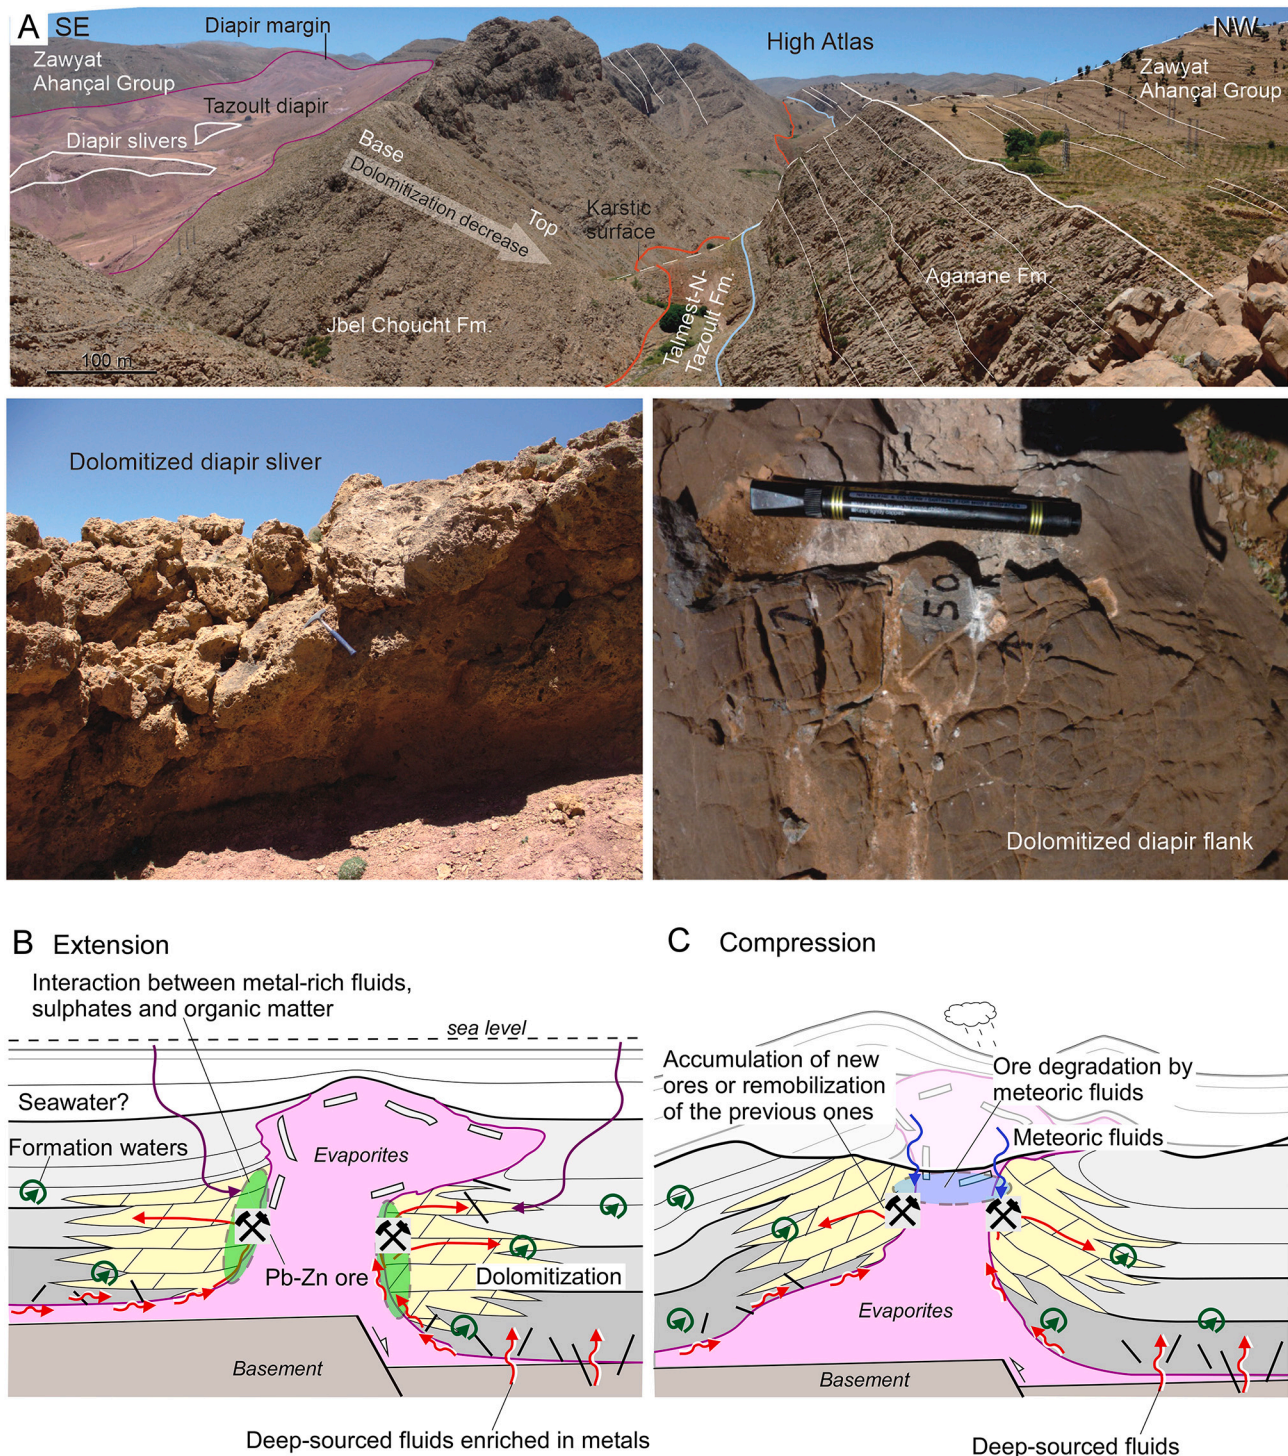 A SE
Diapir margin
High Atlas
NW
Zawyat
Ahançal Group
Zawyat
Ahançal Group
Tazoult diapir
Diapir slivers
Base
Dolomitization decrease
Top
Karstic
surface
Talmest-N-
Tazoult Fm.
Aganane Fm.
Jbel Choucht Fm.
100 m
Dolomitized diapir sliver
50
Dolomitized diapir flank
B Extension
Interaction between metal-rich fluids,
sulphates and organic matter
sea level
Seawater?
Formation waters
Evaporites
Pb-Zn ore
Dolomitization
Basement
Deep-sourced fluids enriched in metals
C Compression
Accumulation of new
ores or remobilization
of the previous ones
Ore degradation by
meteoric fluids
Meteoric fluids
Evaporites
Basement
Deep-sourced fluids